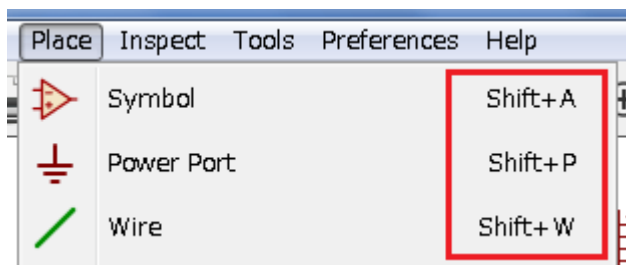 Place Inspect Tools Preferences Help
Symbol Shift+A
Power Port Shift+P
Wire Shift+W